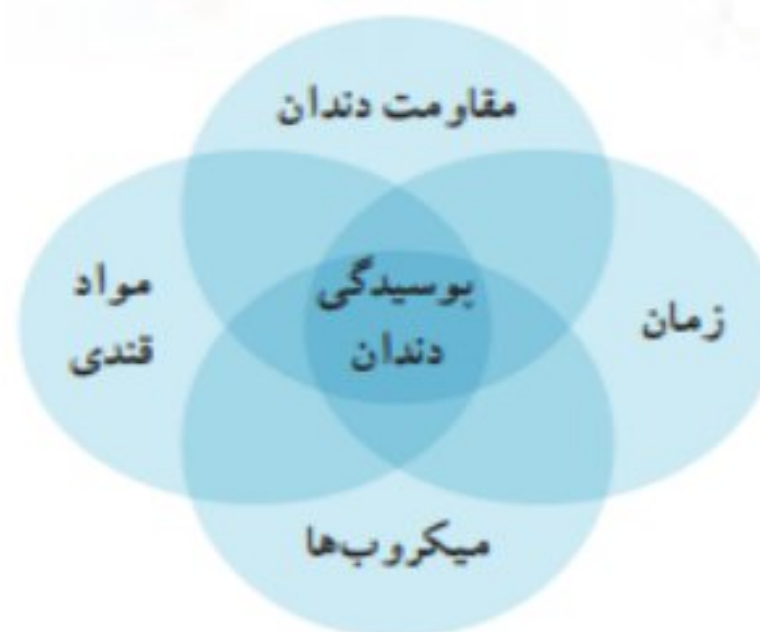 مقاومت دندان
مواد
قندی
پوسیدگی
دندان
زمان
میکروب‌ها